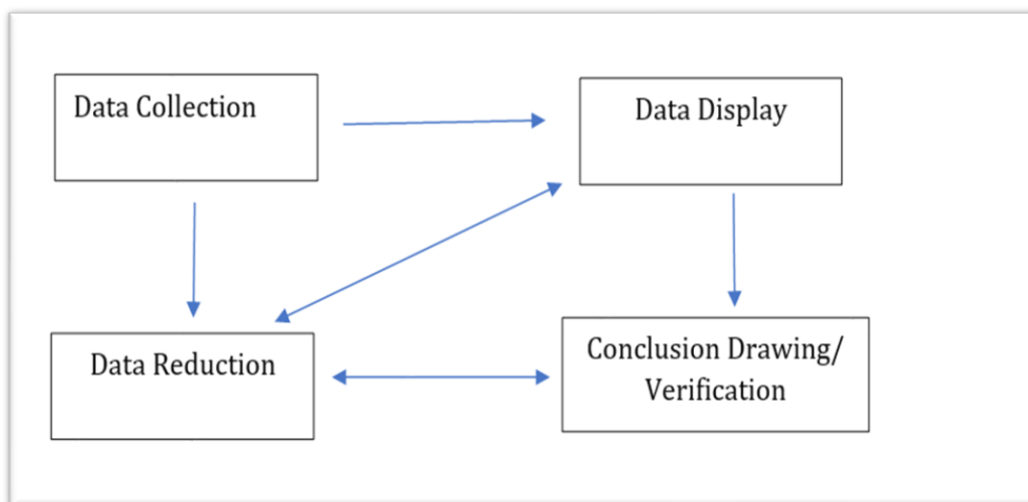 Data Collection
Data Display
Data Reduction
Conclusion Drawing/
Verification